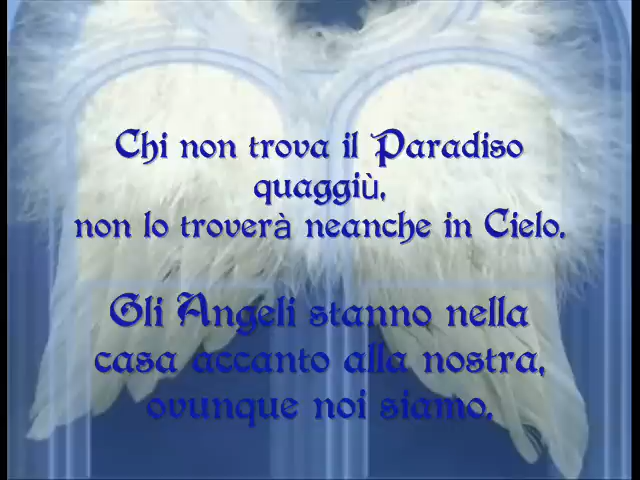 Chi non trova il Paradiso
quaggiù,
non lo troverà neanche in Cielo.
Gli Angeli stanno nella
casa accanto alla nostra,
ovunque noi siamo.